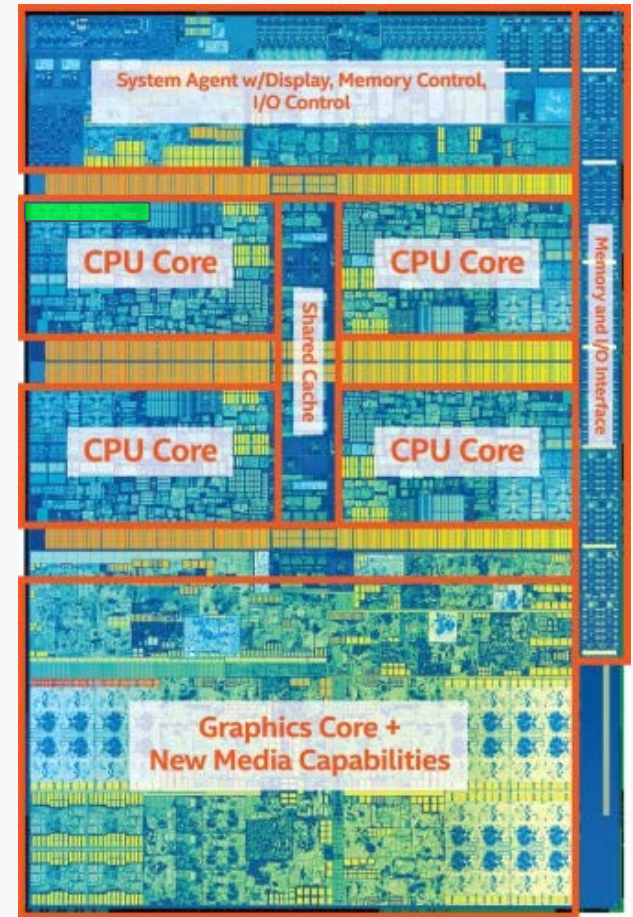 System Agent w/Display, Memory Control,
I/O Control
CPU Core
CPU Core
Shared Cache
Memory and I/O Interface
CPU Core
CPU Core
Graphics Core +
New Media Capabilities